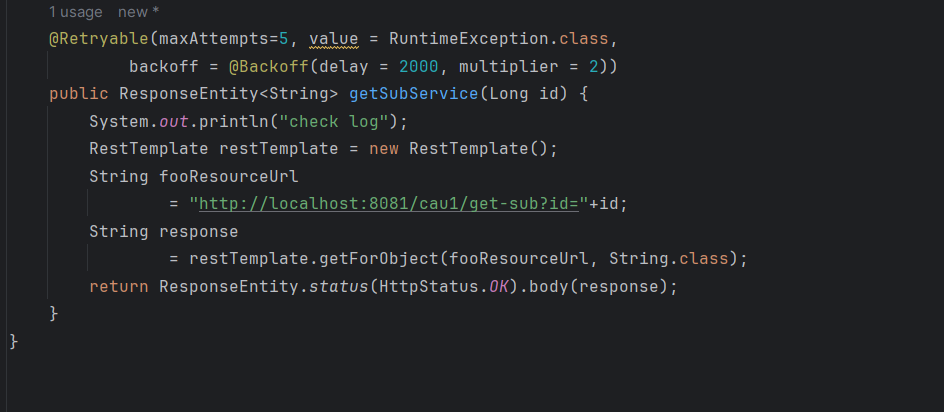 1 usage   new *
@Retryable(maxAttempts=5, value = RuntimeException.class,
        backoff = @Backoff(delay = 2000, multiplier = 2))
public ResponseEntity<String> getSubService(Long id) {
    System.out.println("check log");
    RestTemplate restTemplate = new RestTemplate();
    String fooResourceUrl
            = "http://localhost:8081/cau1/get-sub?id="+id;
    String response
            = restTemplate.getForObject(fooResourceUrl, String.class);
    return ResponseEntity.status(HttpStatus.OK).body(response);
}
}